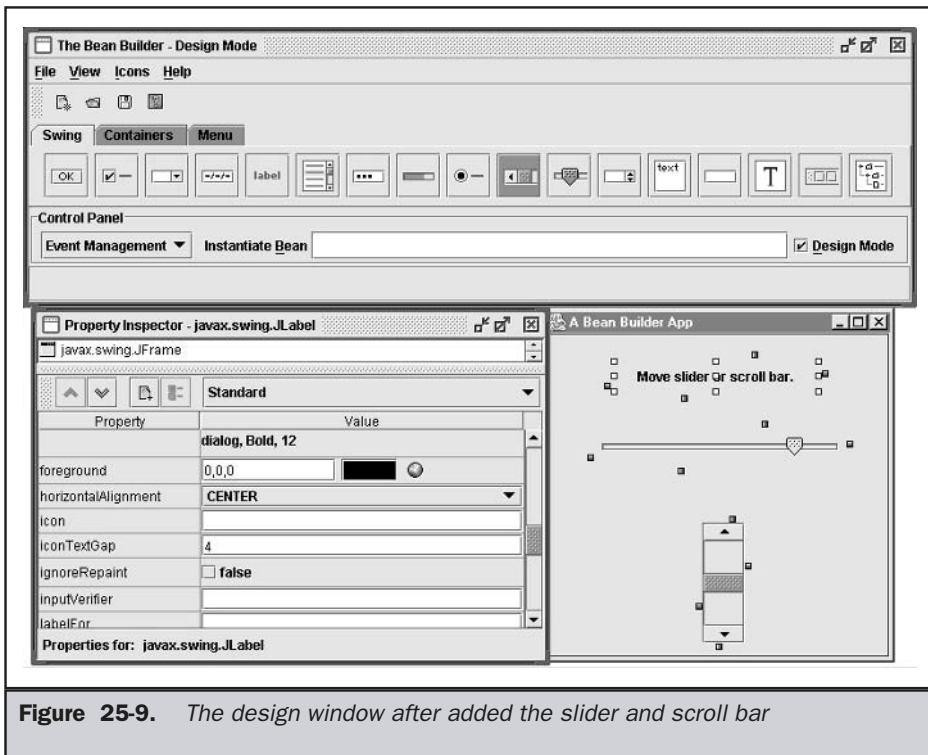 The Bean Builder - Design Mode
File View Icons Help
Swing Containers Menu
OK -/-/- label text T
Control Panel
Event Management Instantiate Bean Design Mode
Property Inspector - javax.swing.JLabel
javax.swing.JFrame
Standard
Property Value
dialog, Bold, 12
foreground 0,0,0
horizontalAlignment CENTER
icon
iconTextGap 4
ignoreRepaint false
inputVerifier
labelFor
Properties for: javax.swing.JLabel
A Bean Builder App
Move slider or scroll bar.
Figure 25-9. The design window after added the slider and scroll bar